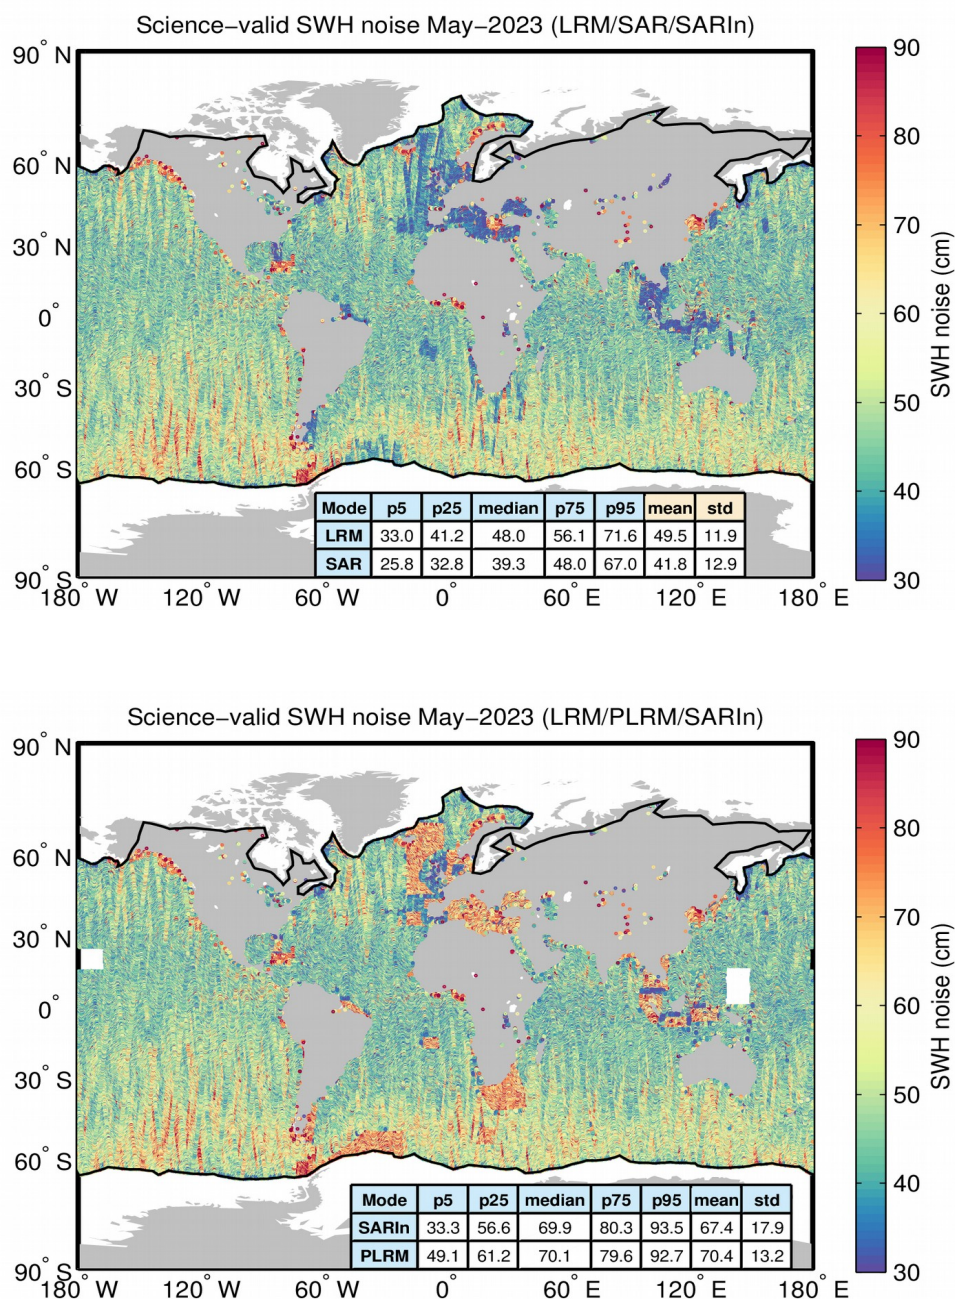 Science−valid SWH noise May−2023 (LRM/SAR/SARIn)
90° N
60° N
30° N
0°
30° S
60° S
90° S
180° W
120° W
60° W
0°
60° E
120° E
180° E
Mode p5 p25 median p75 p95 mean std
LRM 33.0 41.2 48.0 56.1 71.6 49.5 11.9
SAR 25.8 32.8 39.3 48.0 67.0 41.8 12.9
90
80
70
60
50
40
30
SWH noise (cm)
Science−valid SWH noise May−2023 (LRM/PLRM/SARIn)
90° N
60° N
30° N
0°
30° S
60° S
90° S
180° W
120° W
60° W
0°
60° E
120° E
180° E
Mode p5 p25 median p75 p95 mean std
SARIn 33.3 56.6 69.9 80.3 93.5 67.4 17.9
PLRM 49.1 61.2 70.1 79.6 92.7 70.4 13.2
90
80
70
60
50
40
30
SWH noise (cm)